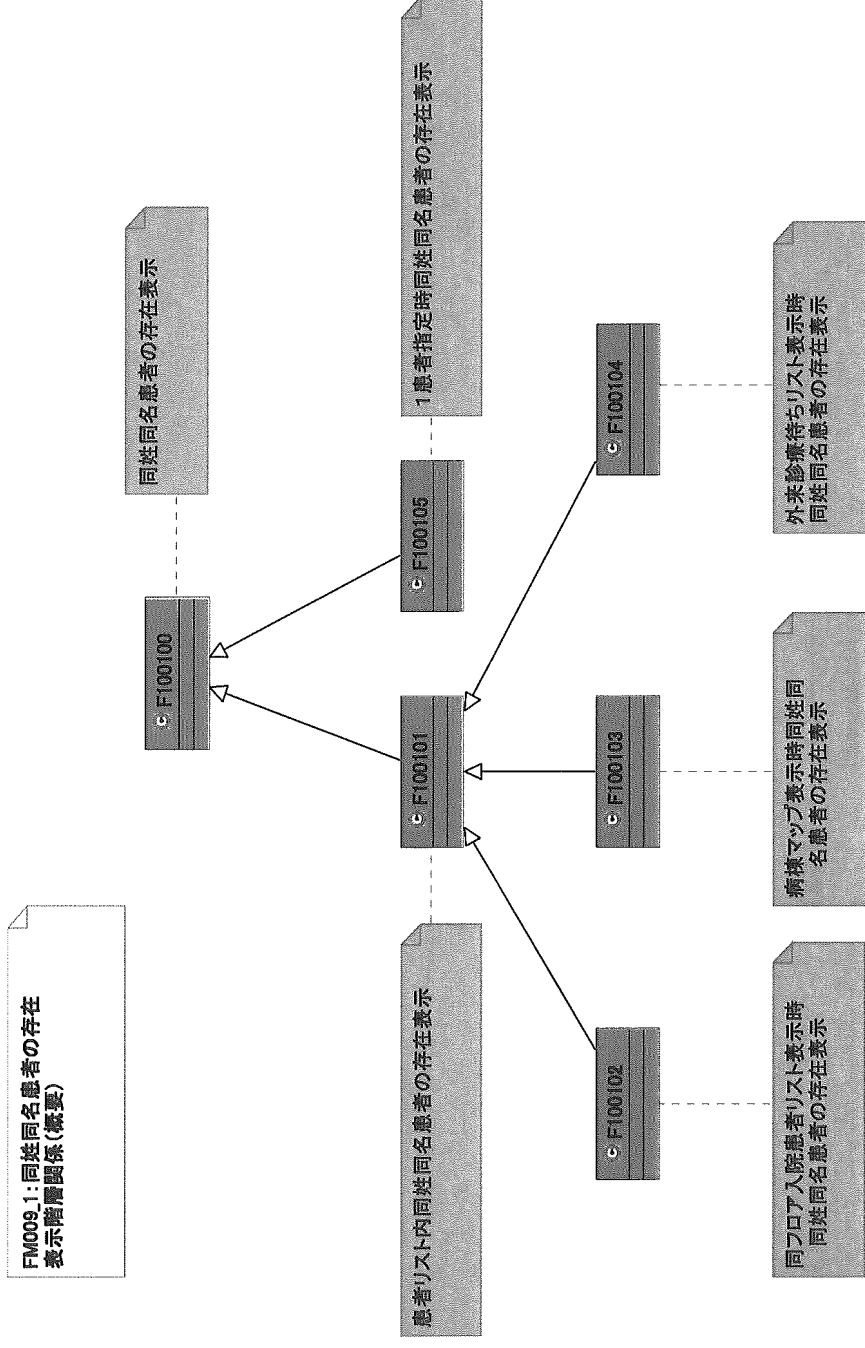 FM009_1:同姓同名患者の存在
表示階層関係(概要)
同姓同名患者の存在表示
F100100
患者リスト内同姓同名患者の存在表示
F100101
F100105
1患者指定時同姓同名患者の存在表示
F100102
F100103
F100104
同フロア入院患者リスト表示時
同姓同名患者の存在表示
病棟マップ表示時同姓同
名患者の存在表示
外来診療待ちリスト表示時
同姓同名患者の存在表示